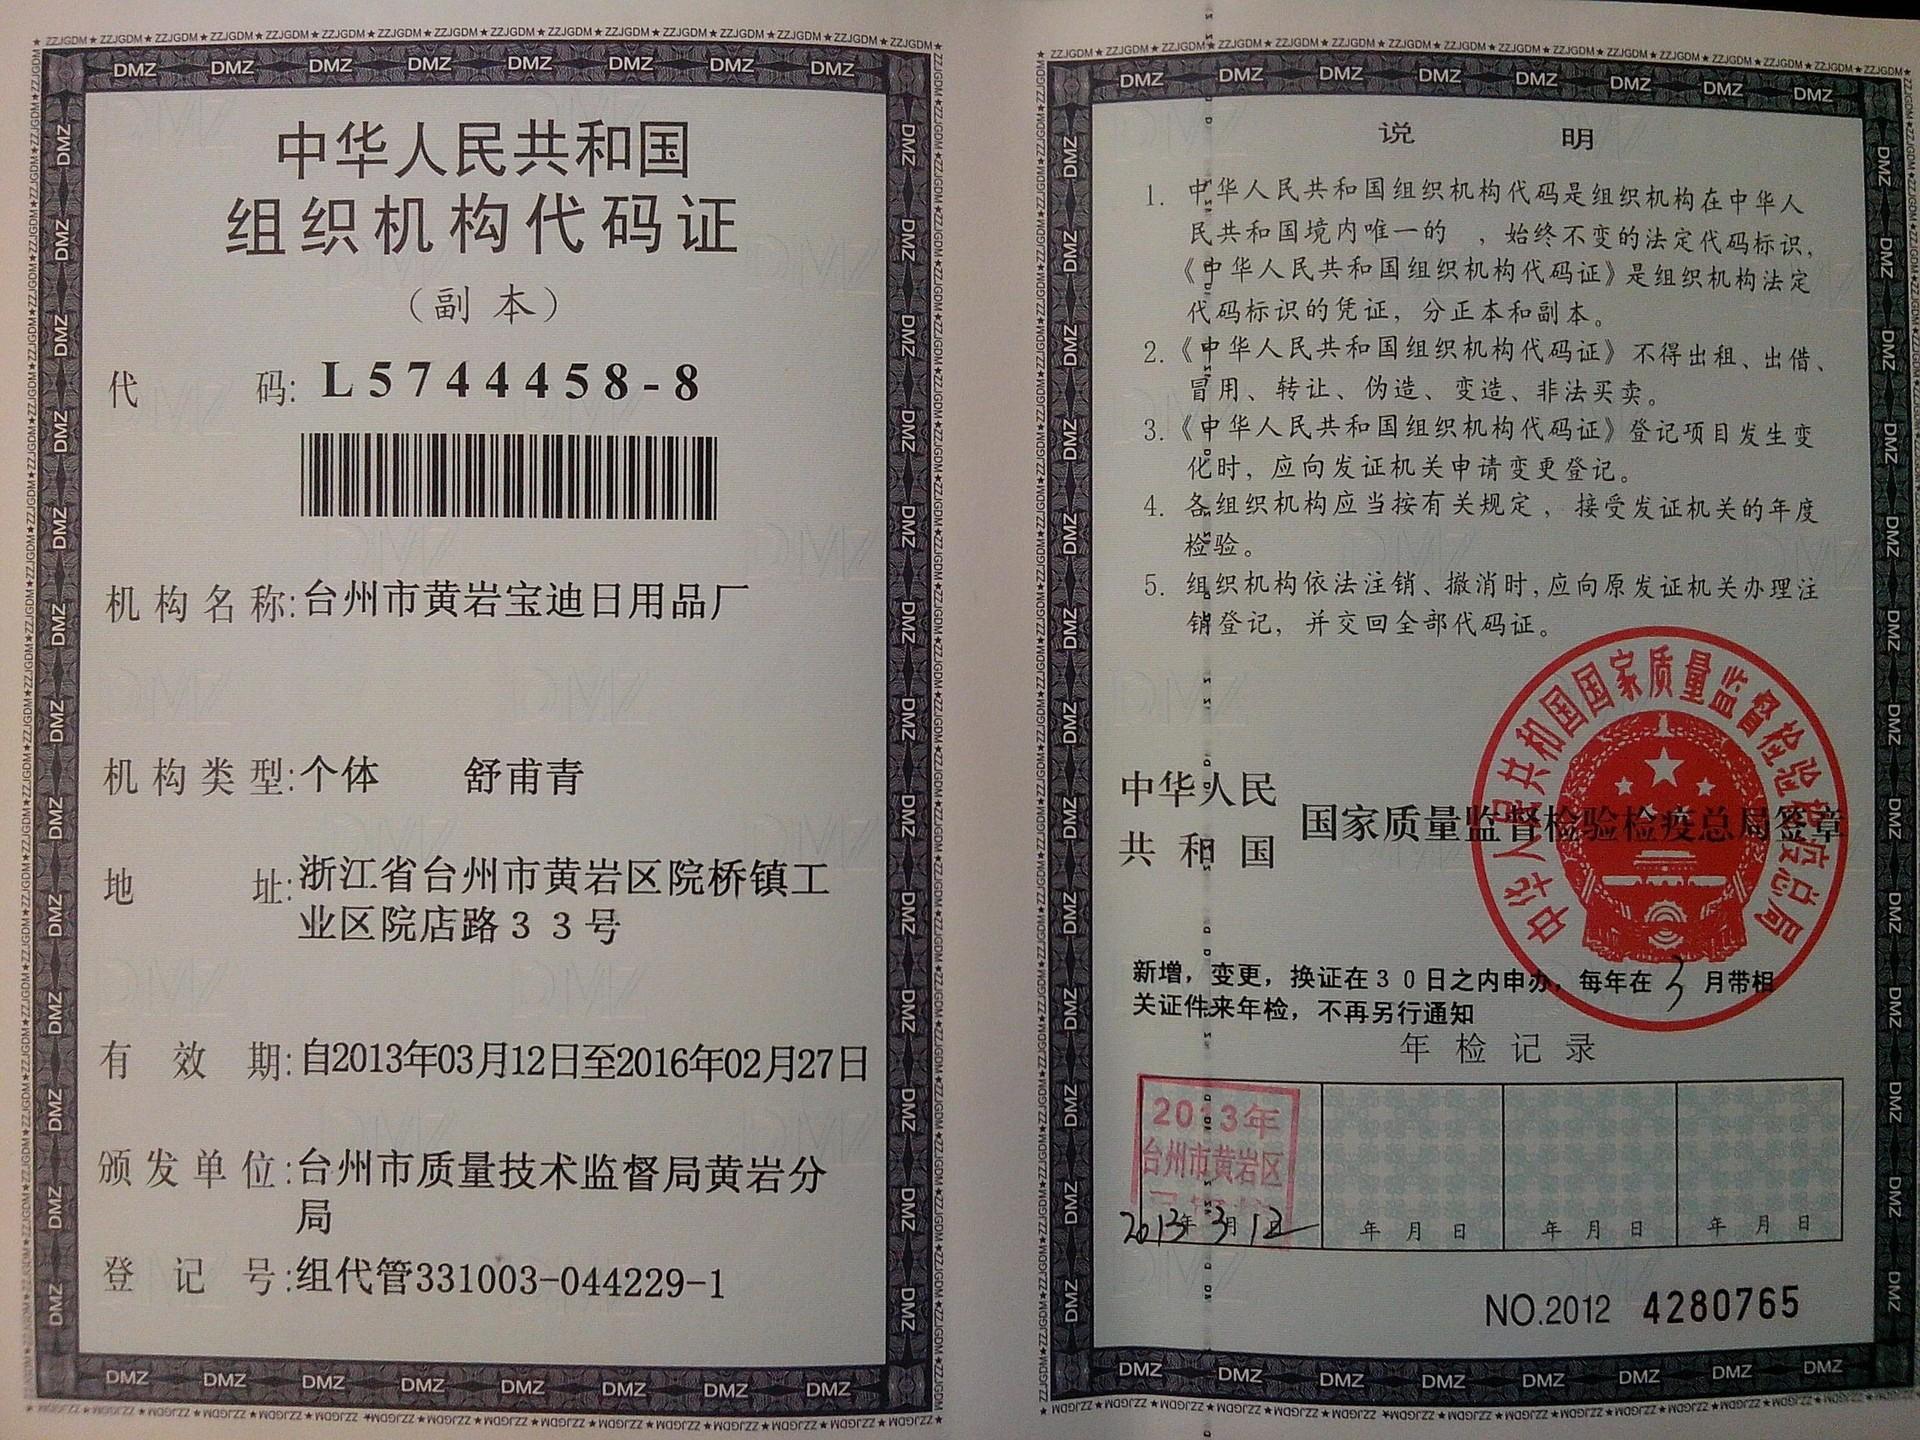 中华人民共和国
组织机构代码证
（副本）
代 码: L5744458-8
机构名称:台州市黄岩宝迪日用品厂
机构类型:个体 舒甫青
地 址:浙江省台州市黄岩区院桥镇工
业区院店路33号
有效期:自2013年03月12日至2016年02月27日
颁发单位:台州市质量技术监督局黄岩分
局
登记号:组代管331003-044229-1
说 明
1. 中华人民共和国组织机构代码是组织机构在中华人
民共和国境内唯一的 ，始终不变的法定代码标识，
《中华人民共和国组织机构代码证》是组织机构法定
代码标识的凭证，分正本和副本。
2.《中华人民共和国组织机构代码证》不得出租、出借、
冒用、转让、伪造、变造、非法买卖。
3.《中华人民共和国组织机构代码证》登记项目发生变
化时，应向发证机关申请变更登记。
4. 各组织机构应当按有关规定，接受发证机关的年度
检验。
5. 组织机构依法注销、撤消时，应向原发证机关办理注
销登记，并交回全部代码证。
中华人民
共和国 国家质量监督检验检疫总局签章
中华人民共和国国家质量监督检验检疫总局
新增，变更，换证在30日之内申办，每年在3月带相
关证件来年检，不再另行通知
年检记录
2013年
台州市黄岩区
2013年3月12日
年 月 日
年 月 日
年 月 日
NO.2012 4280765